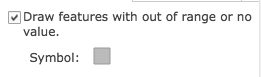 Draw features with out of range or no
value.
Symbol: